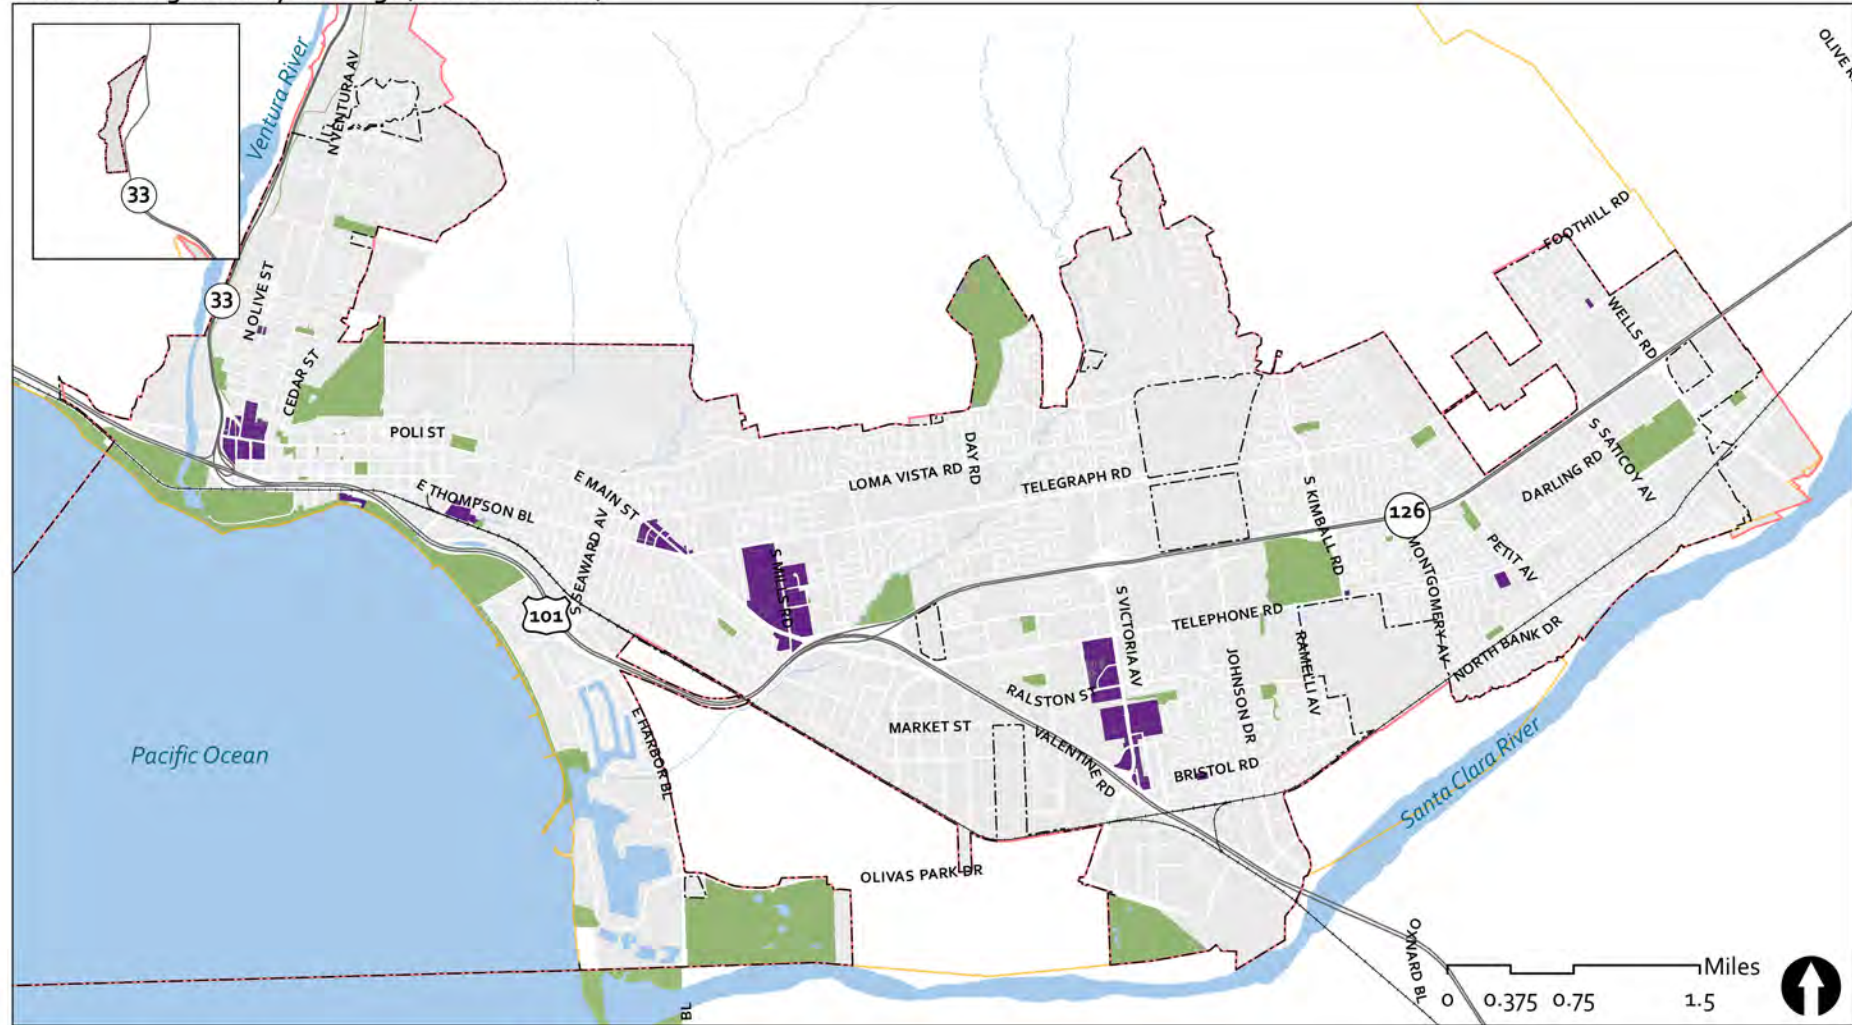 OLIVE R
Ventura River
N VENTURA AV
33
FOOTHILL RD
33
N OLIVE ST
WELLS RD
CEDAR ST
POLI ST
DAY RD
S SATICOY AV
E MAIN ST
LOMA VISTA RD
TELEGRAPH RD
DARLING RD
E THOMPSON BL
S KIMBALL RD
126
S SEAWARD AV
S MILLS RD
MONTGOMERY AV
PETIT AV
101
S VICTORIA AV
TELEPHONE RD
RAMELLI AV
NORTH BANK DR
JOHNSON DR
RALSTON ST
E HARBOR BL
MARKET ST
VALENTINE RD
Pacific Ocean
BRISTOL RD
Santa Clara River
OLIVAS PARK DR
OXNARD BL
Miles
0 0.375 0.75 1.5
BL